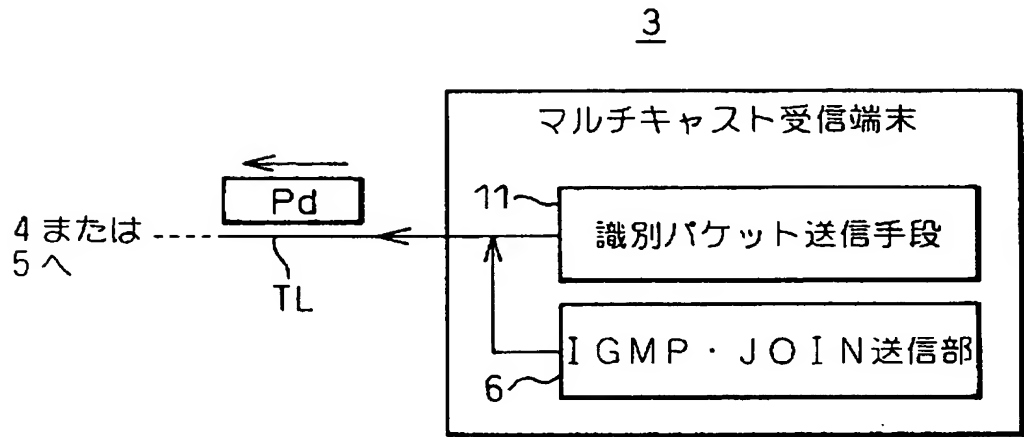 3
マルチキャスト受信端末
Pd
11
識別パケット送信手段
4 または
5 へ
TL
IGMP・JOIN送信部
6